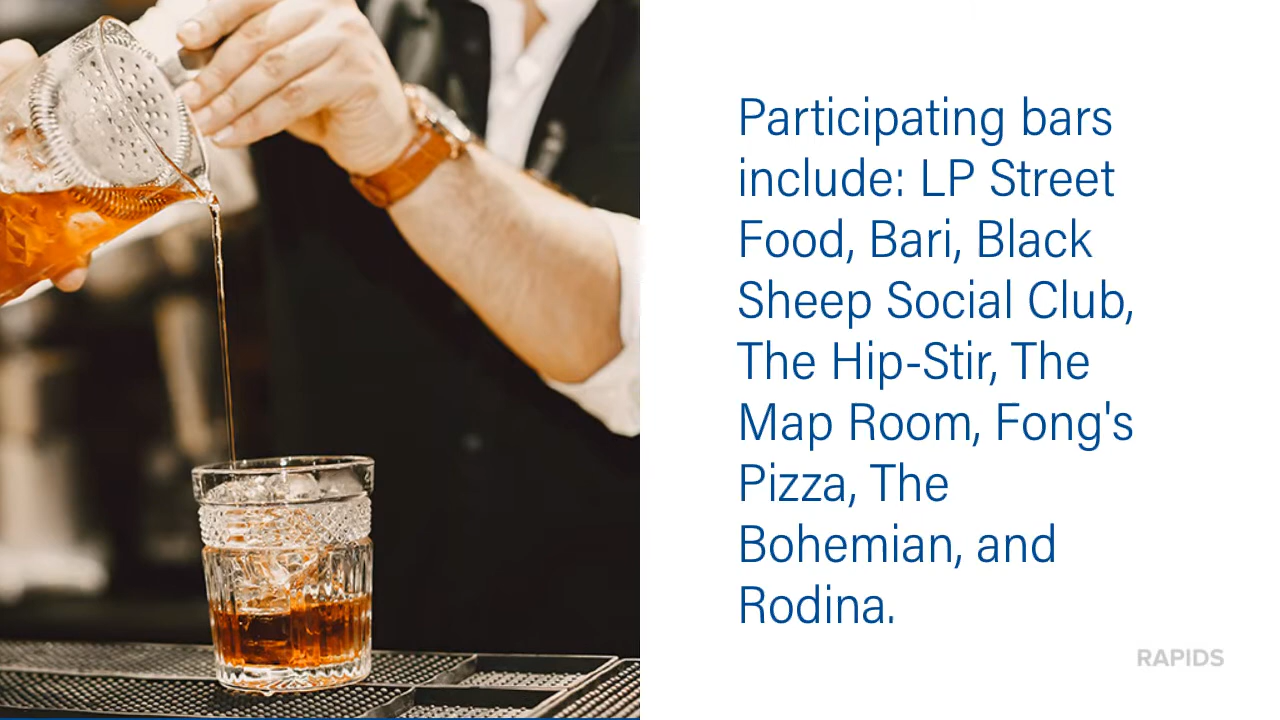 Participating bars
include: LP Street
Food, Bari, Black
Sheep Social Club,
The Hip-Stir, The
Map Room, Fong's
Pizza, The
Bohemian, and
Rodina.
RAPIDS